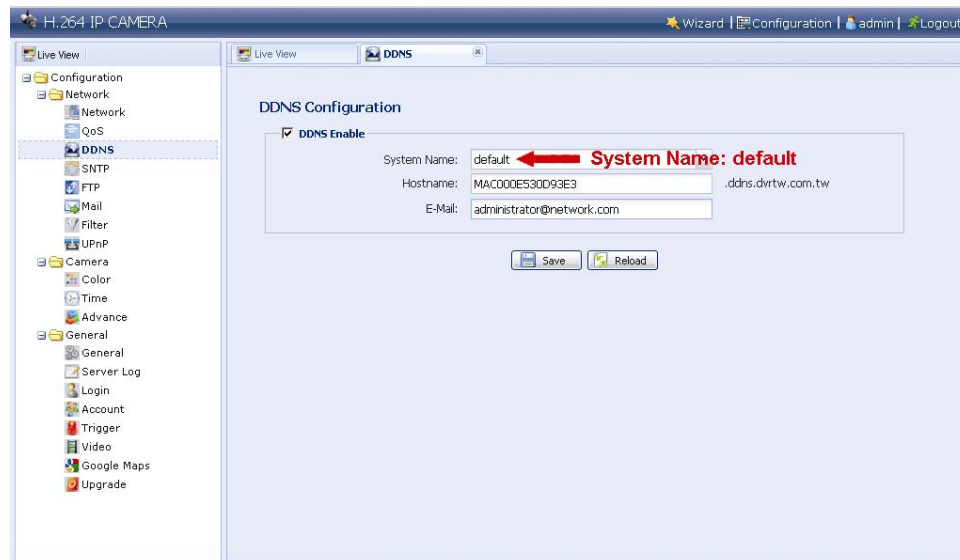 H.264 IP CAMERA
Wizard | Configuration | admin | Logout
Live View
Live View
DDNS
Configuration
Network
Network
QoS
DDNS
SNTP
FTP
Mail
Filter
UPnP
Camera
Color
Time
Advance
General
General
Server Log
Login
Account
Trigger
Video
Google Maps
Upgrade
DDNS Configuration
DDNS Enable
System Name: default System Name: default
Hostname: MAC000E530D93E3 .ddns.dvrtw.com.tw
E-Mail: administrator@network.com
Save Reload